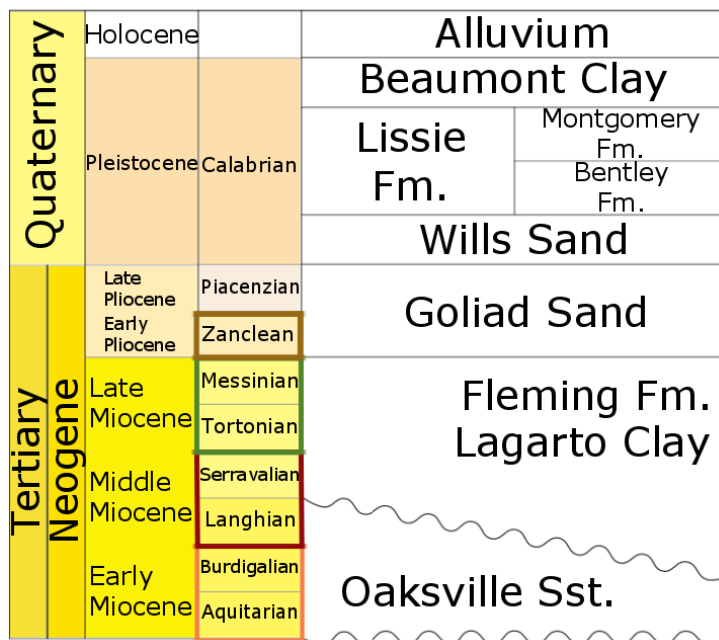 Quaternary
Holocene
Alluvium
Pleistocene
Calabrian
Beaumont Clay
Lissie
Fm.
Montgomery
Fm.
Bentley
Fm.
Wills Sand
Tertiary
Neogene
Late
Pliocene
Piacenzian
Early
Pliocene
Zanclean
Goliad Sand
Late
Miocene
Messinian
Tortonian
Fleming Fm.
Lagarto Clay
Middle
Miocene
Serravalian
Langhian
Early
Miocene
Burdigalian
Aquitarian
Oaksville Sst.